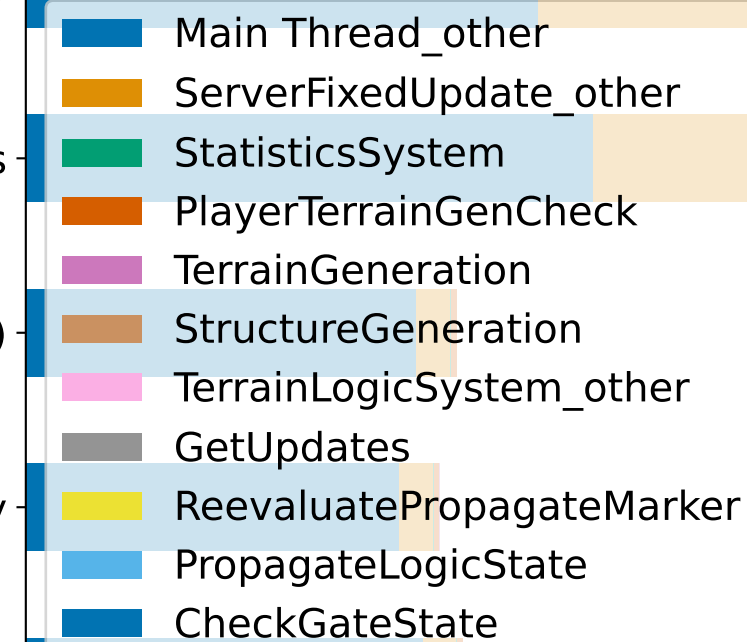 Main Thread_other
ServerFixedUpdate_other
StatisticsSystem
PlayerTerrainGenCheck
TerrainGeneration
StructureGeneration
TerrainLogicSystem_other
GetUpdates
ReevaluatePropagateMarker
PropagateLogicState
CheckGateState